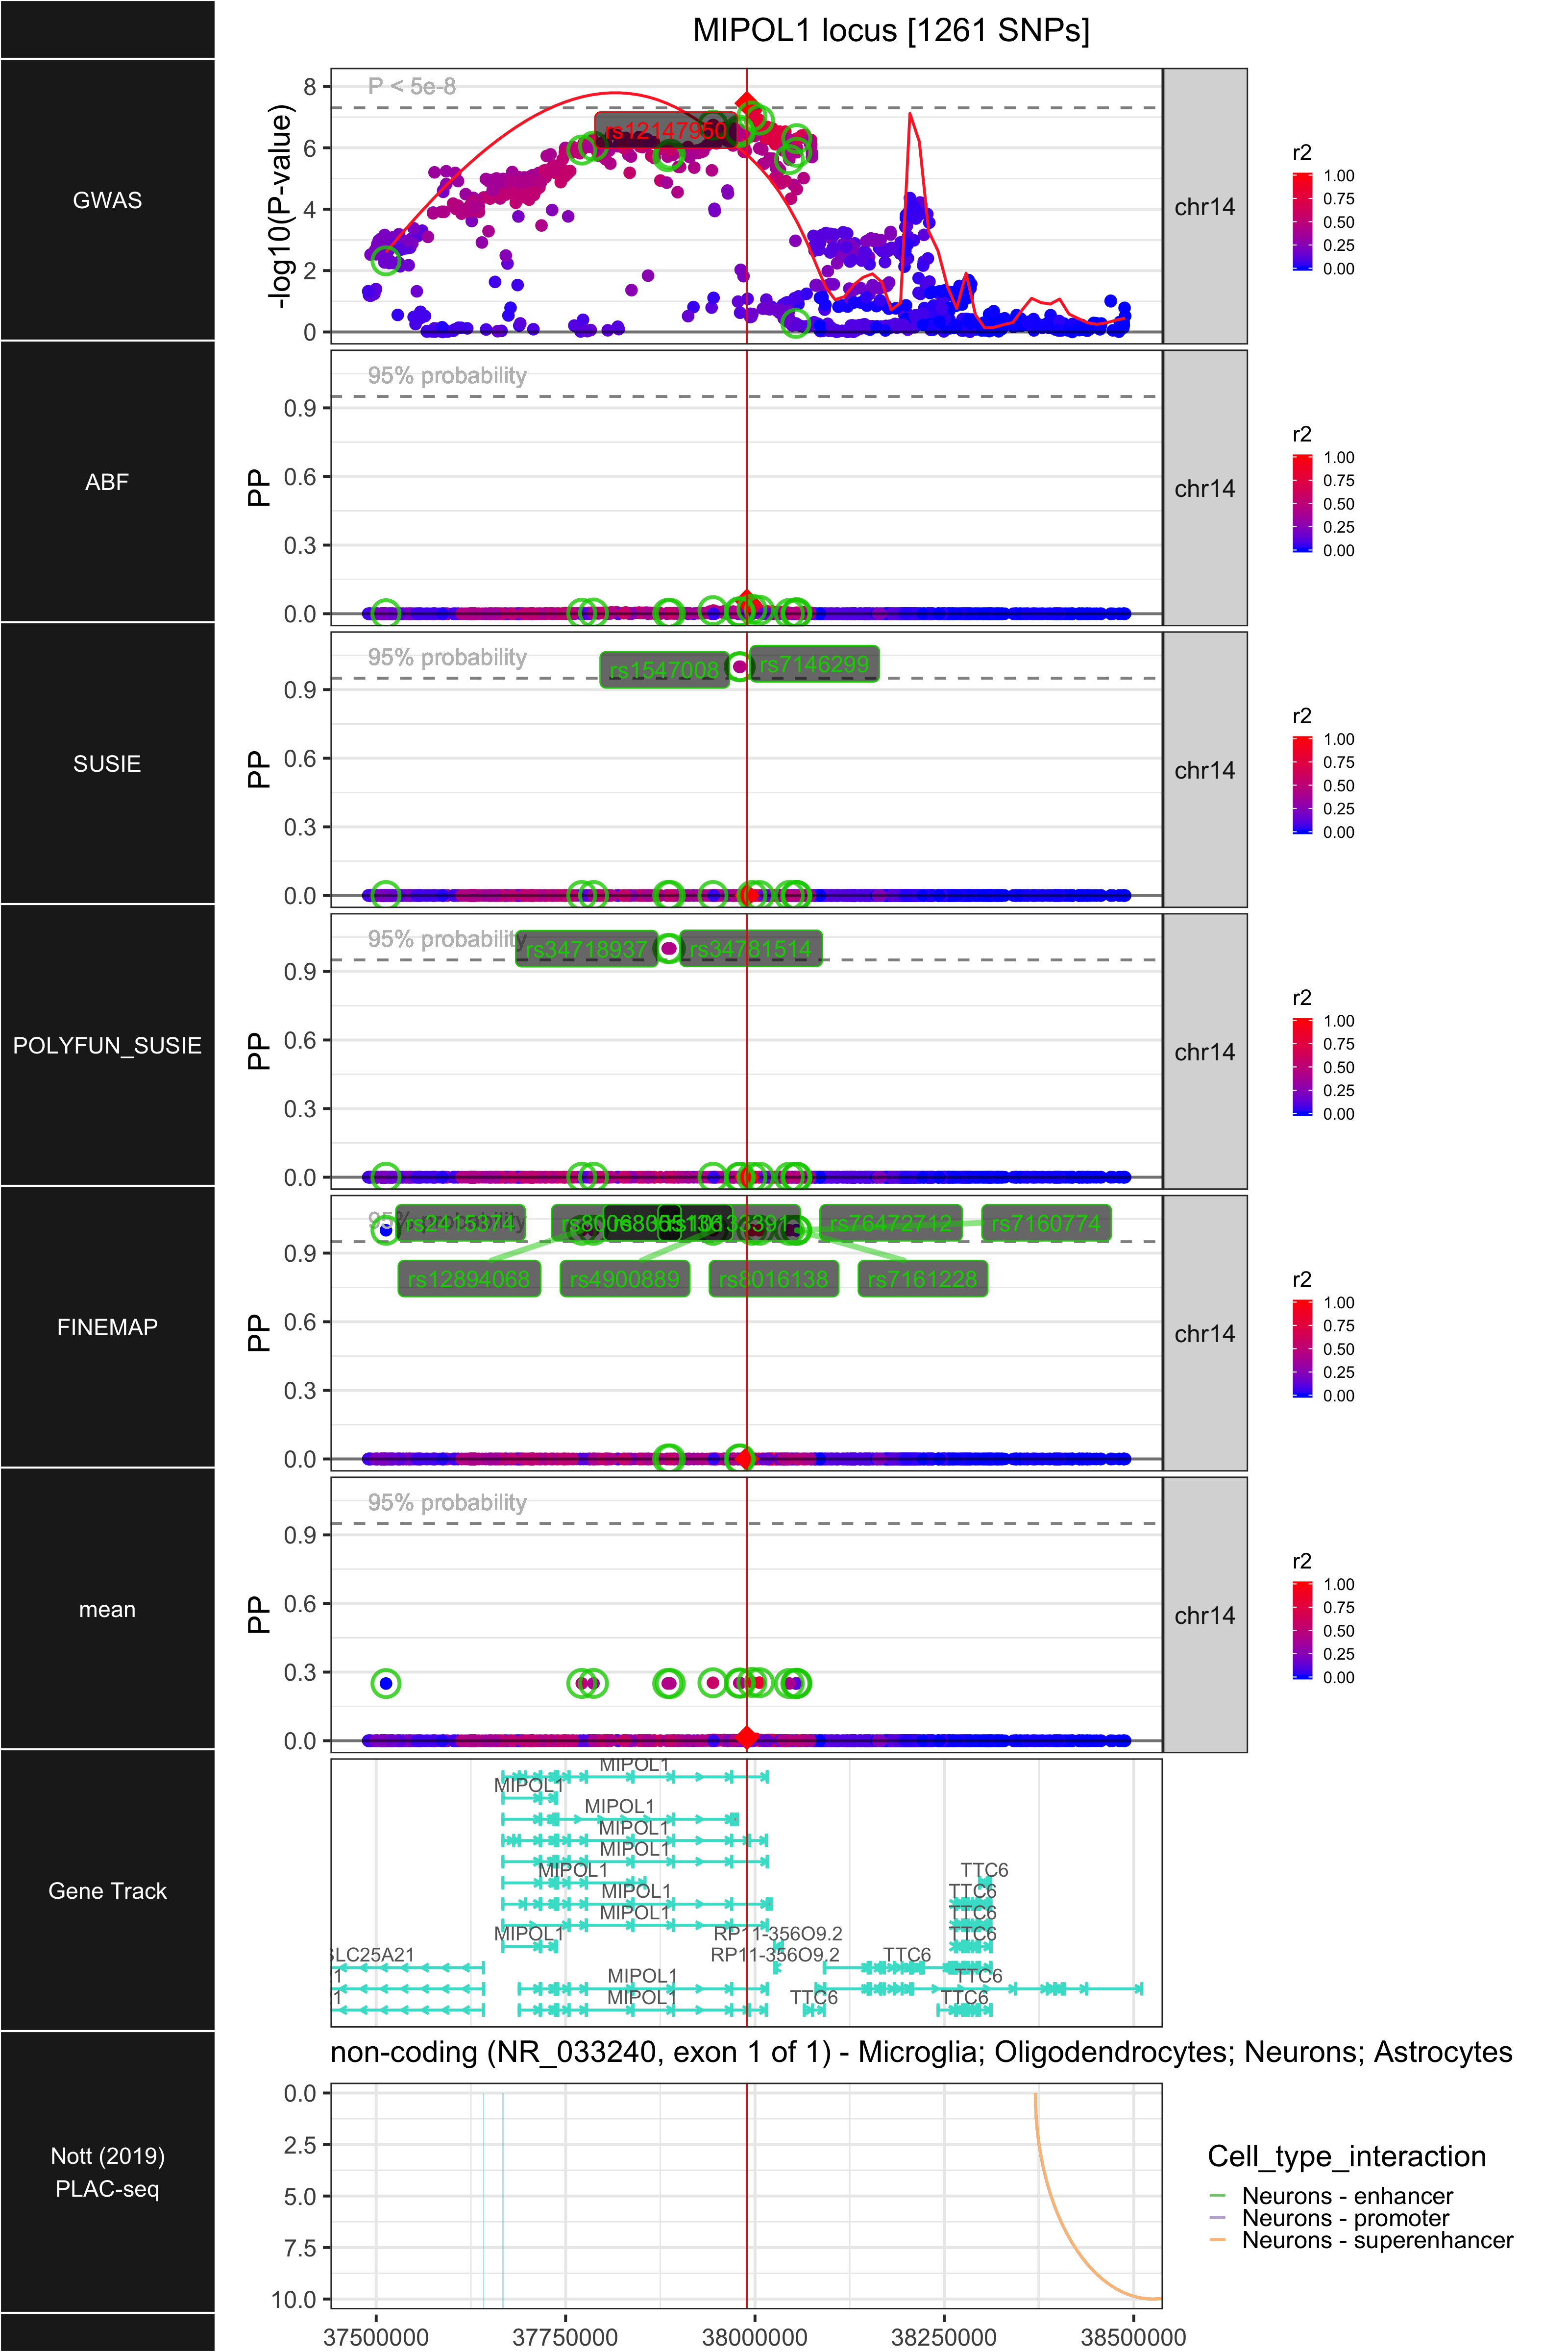 MIPOL1 locus [1261 SNPs]
GWAS
-log10(P-value)
8
6
4
2
0
P < 5e-8
rs12147950
chr14
r2
1.00
0.75
0.50
0.25
0.00
ABF
PP
0.9
0.6
0.3
0.0
95% probability
chr14
r2
1.00
0.75
0.50
0.25
0.00
SUSIE
PP
0.9
0.6
0.3
0.0
95% probability
rs1547008
rs7146299
chr14
r2
1.00
0.75
0.50
0.25
0.00
POLYFUN_SUSIE
PP
0.9
0.6
0.3
0.0
95% probability
rs34718937
rs34781514
chr14
r2
1.00
0.75
0.50
0.25
0.00
FINEMAP
PP
0.9
0.6
0.3
0.0
95% probability
rs2415374
rs76472712
rs7160774
rs12894068
rs4900889
rs8016138
rs7161228
chr14
r2
1.00
0.75
0.50
0.25
0.00
mean
PP
0.9
0.6
0.3
0.0
95% probability
chr14
r2
1.00
0.75
0.50
0.25
0.00
Gene Track
MIPOL1
MIPOL1
MIPOL1
MIPOL1
MIPOL1
MIPOL1 TTC6
MIPOL1 TTC6
MIPOL1 TTC6
MIPOL1 RP11-356O9.2 TTC6
SLC25A21 RP11-356O9.2 TTC6
1 MIPOL1 TTC6
1 MIPOL1 TTC6 TTC6
non-coding (NR_033240, exon 1 of 1) - Microglia; Oligodendrocytes; Neurons; Astrocytes
Nott (2019)
PLAC-seq
0.0
2.5
5.0
7.5
10.0
Cell_type_interaction
Neurons - enhancer
Neurons - promoter
Neurons - superenhancer
37500000 37750000 38000000 38250000 38500000